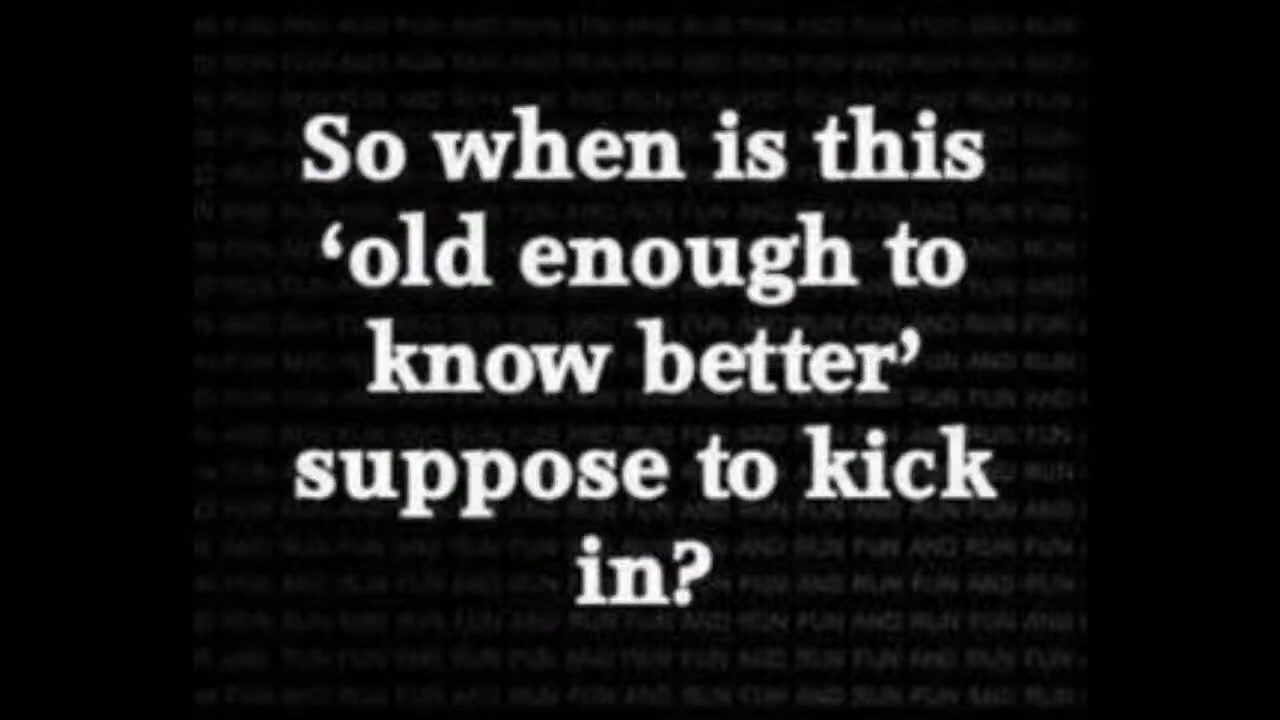 So when is this
‘old enough to
know better’
suppose to kick
in?